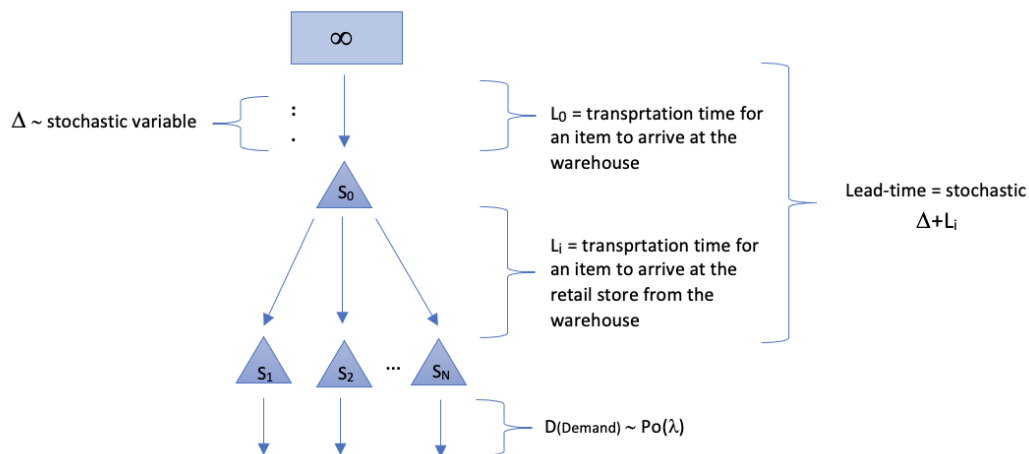 ∞
Δ ~ stochastic variable
:
.
L₀ = transprtation time for
an item to arrive at the
warehouse
Lead-time = stochastic
Δ+Lᵢ
S₀
Lᵢ = transprtation time for
an item to arrive at the
retail store from the
warehouse
S₁
S₂
...
S_N
D(Demand) ~ Po(λ)